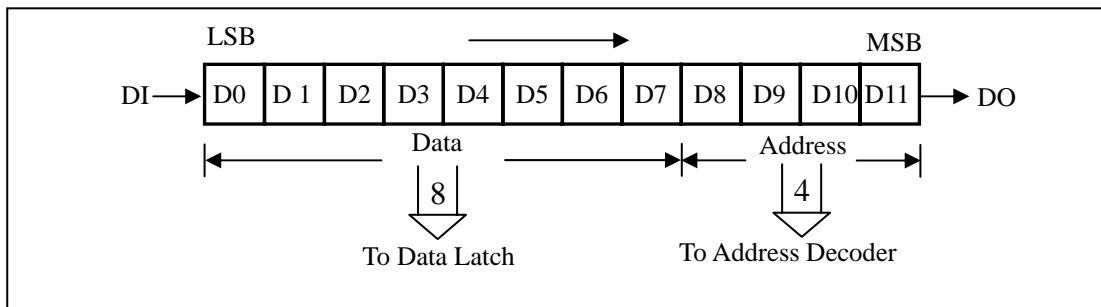 LSB MSB
DI D0 D 1 D2 D3 D4 D5 D6 D7 D8 D9 D10 D11 DO
Data Address
8 4
To Data Latch To Address Decoder